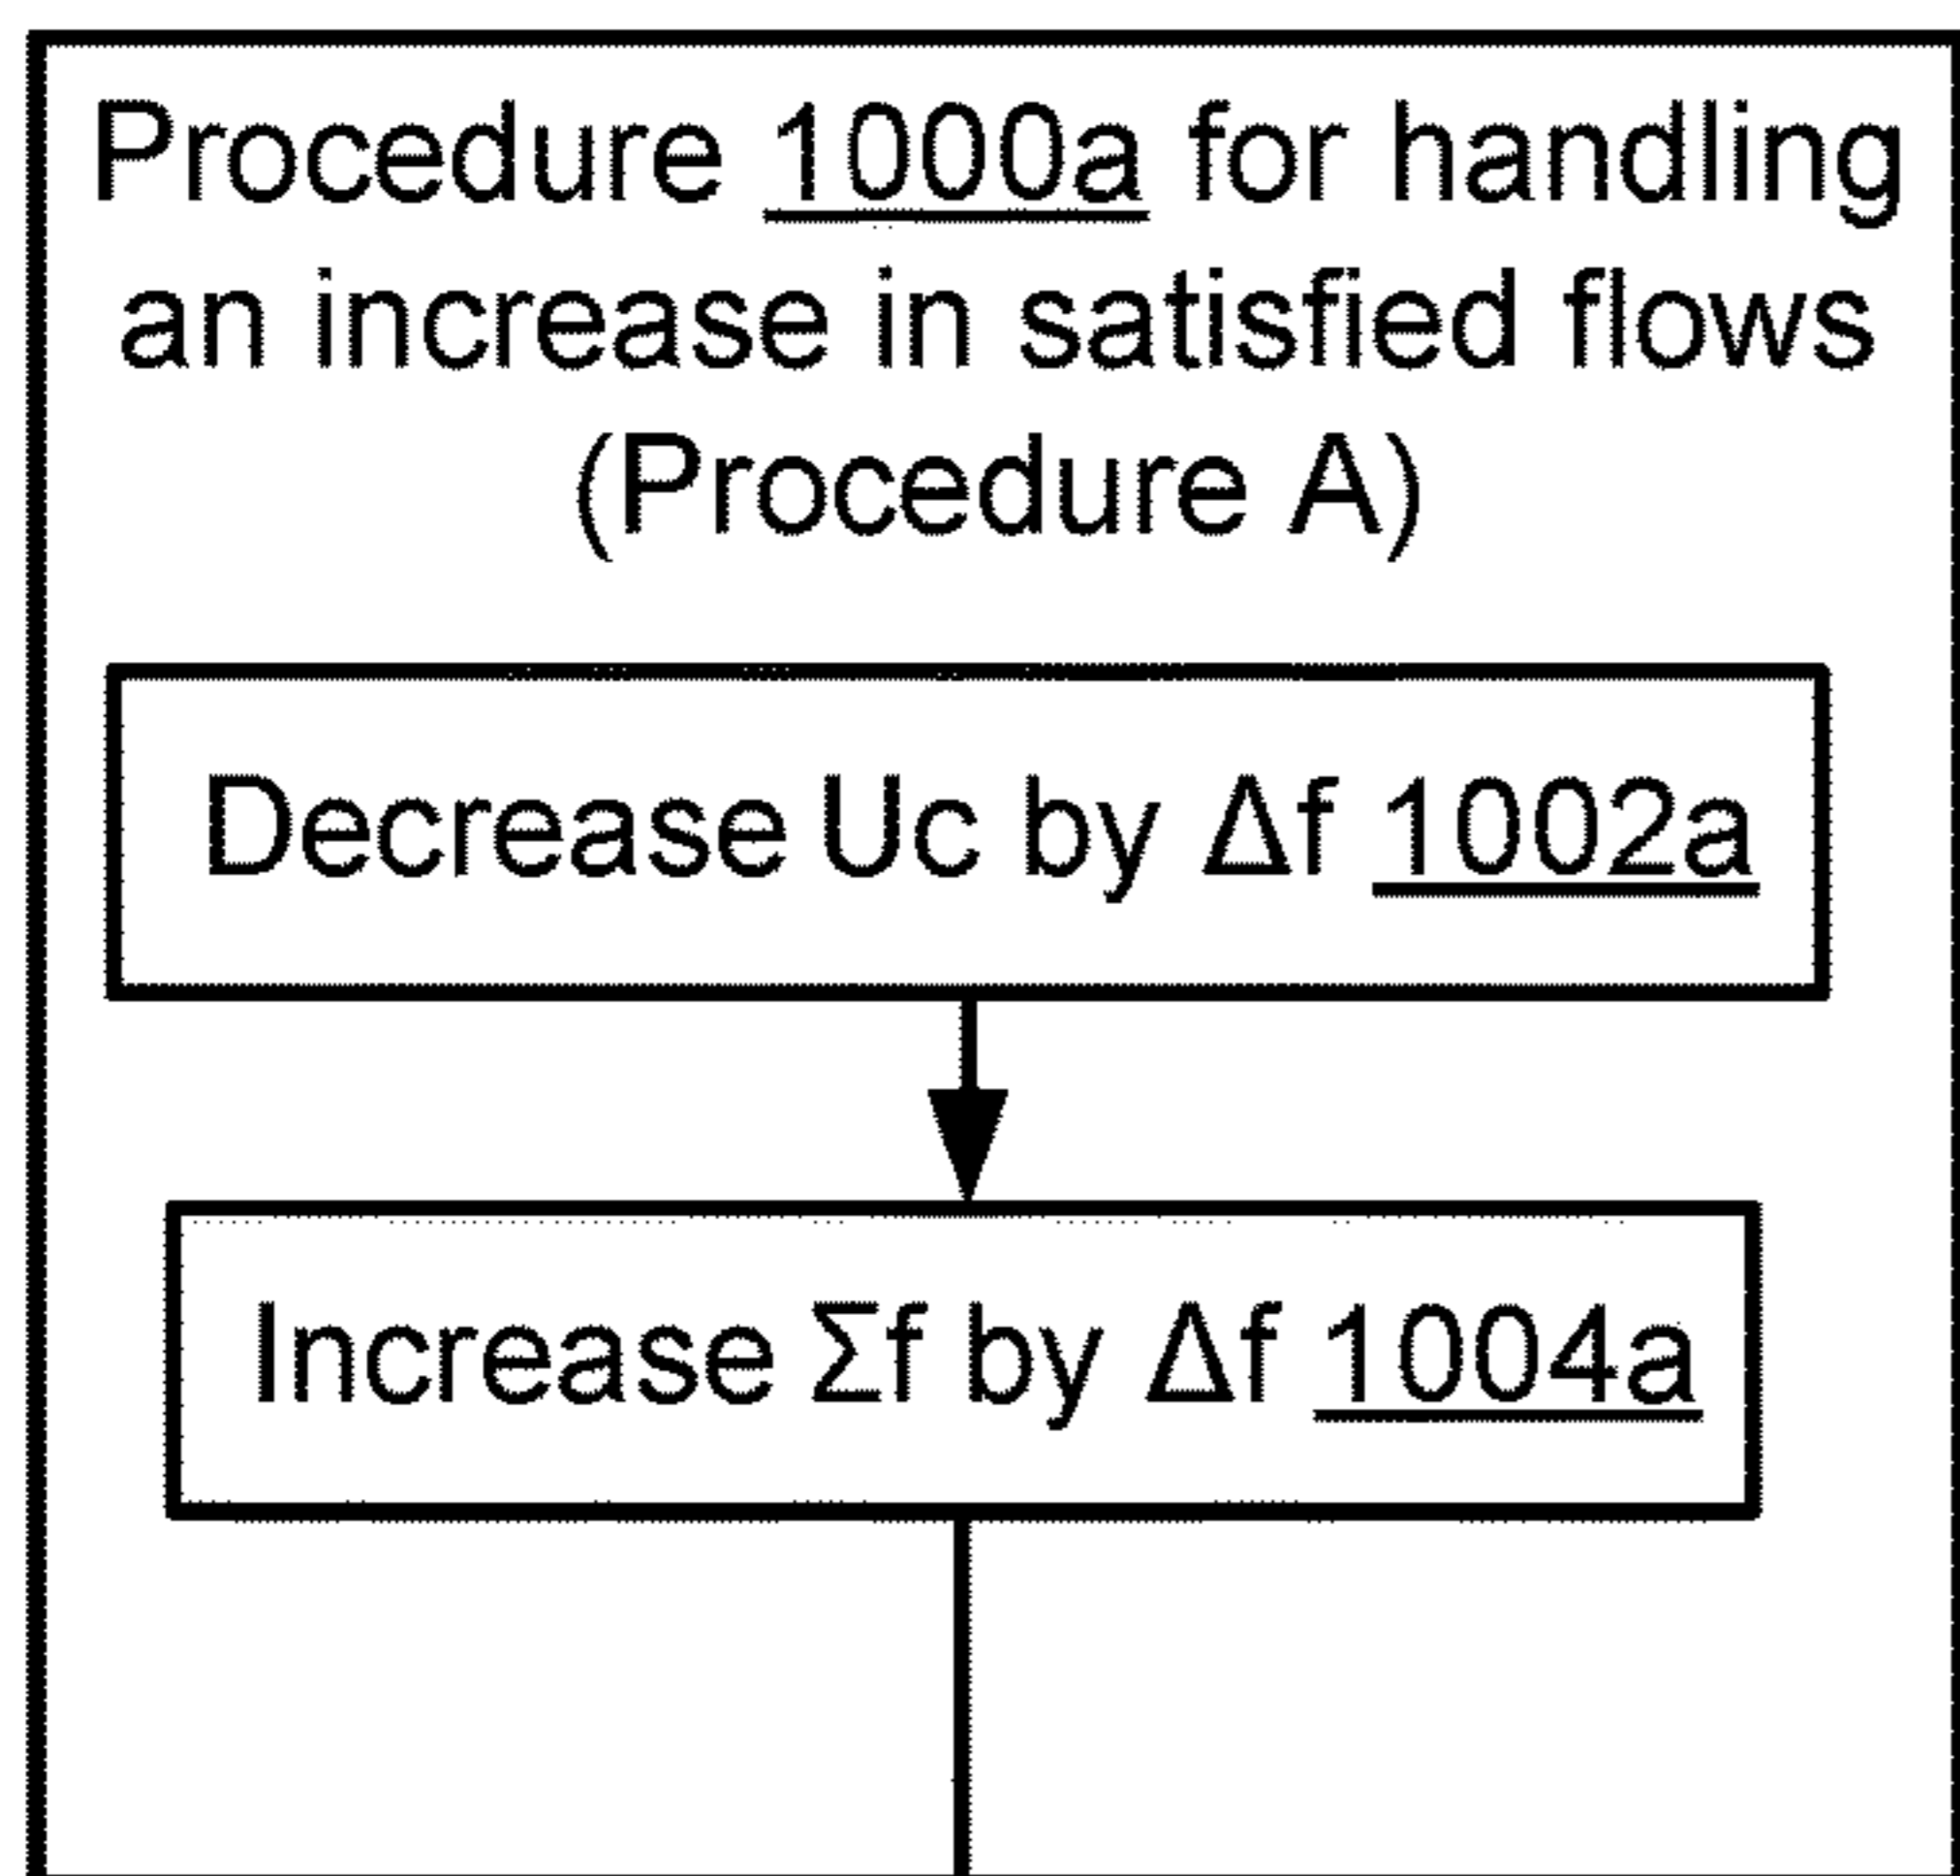 Procedure 1000a for handling
an increase in satisfied flows
(Procedure A)
Decrease Uc by Δf 1002a
Increase Σf by Δf 1004a